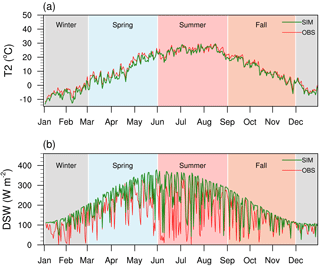 (a)
T2 (°C)
50
40
30
20
10
0
-10
Winter Spring Summer Fall
SIM
OBS
Jan Feb Mar Apr May Jun Jul Aug Sep Oct Nov Dec
(b)
DSW (W m-2)
400
300
200
100
0
Winter Spring Summer Fall
SIM
OBS
Jan Feb Mar Apr May Jun Jul Aug Sep Oct Nov Dec